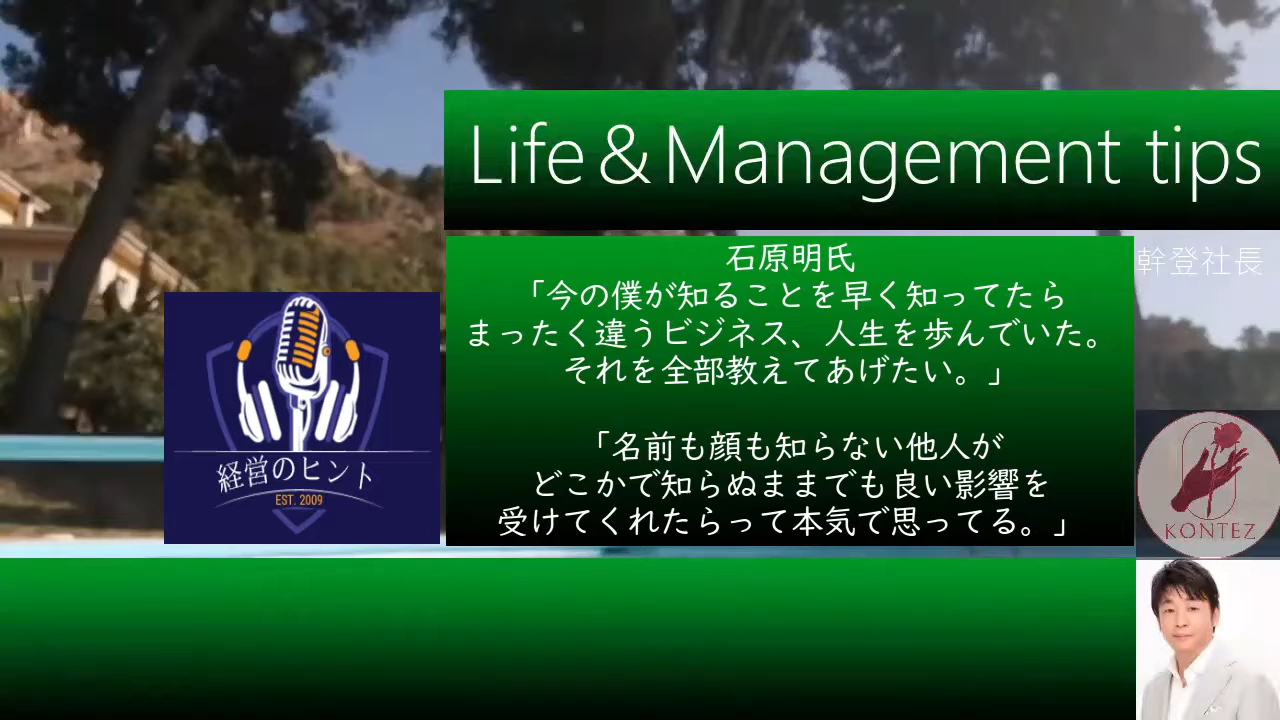 Life＆Management tips
石原明氏
「今の僕が知ることを早く知ってたら
まったく違うビジネス、人生を歩んでいた。
それを全部教えてあげたい。」
「名前も顔も知らない他人が
どこかで知らぬままでも良い影響を
受けてくれたらって本気で思ってる。」
幹登社長
経営のヒント
EST. 2009
KONTEZ